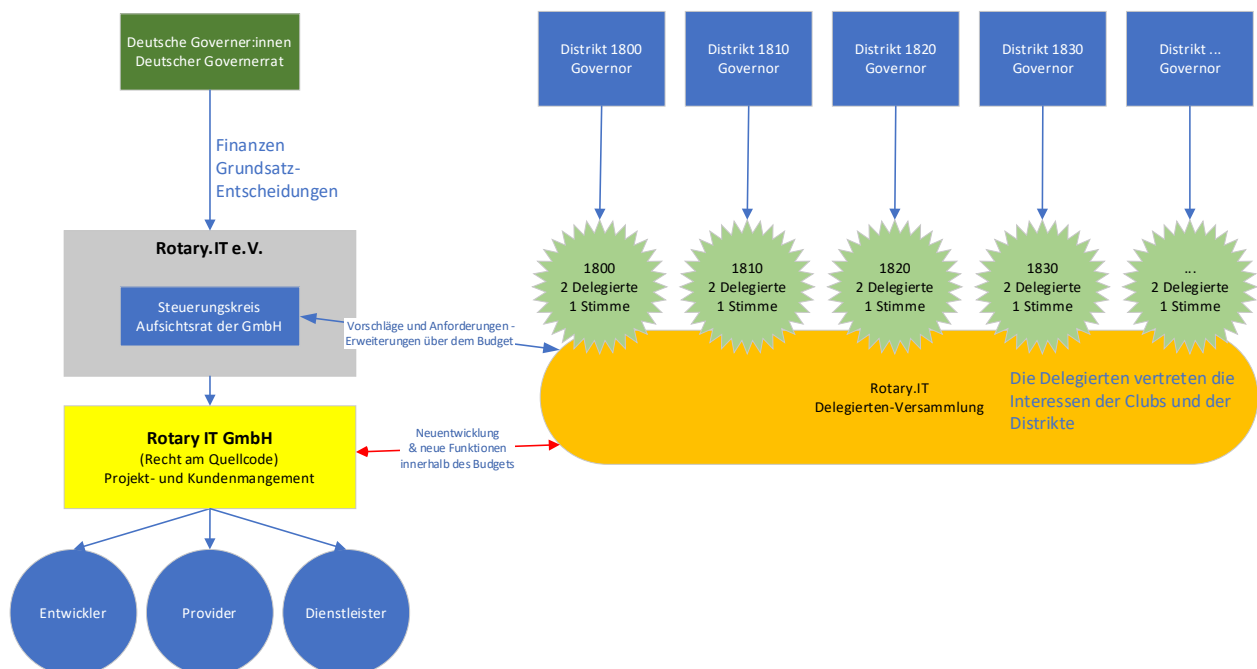 Deutsche Governer:innen
Deutscher Governerrat
Distrikt 1800
Governor
Distrikt 1810
Governor
Distrikt 1820
Governor
Distrikt 1830
Governor
Distrikt ...
Governor
Finanzen
Grundsatz-
Entscheidungen
Rotary.IT e.V.
Steuerungskreis
Aufsichtsrat der GmbH
1800
2 Delegierte
1 Stimme
1810
2 Delegierte
1 Stimme
1820
2 Delegierte
1 Stimme
1830
2 Delegierte
1 Stimme
...
2 Delegierte
1 Stimme
Vorschläge und Anforderungen -
Erweiterungen über dem Budget
Rotary.IT
Delegierten-Versammlung
Die Delegierten vertreten die
Interessen der Clubs und der
Distrikte
Rotary IT GmbH
(Recht am Quellcode)
Projekt- und Kundenmangement
Neuentwicklung
& neue Funktionen
innerhalb des Budgets
Entwickler
Provider
Dienstleister